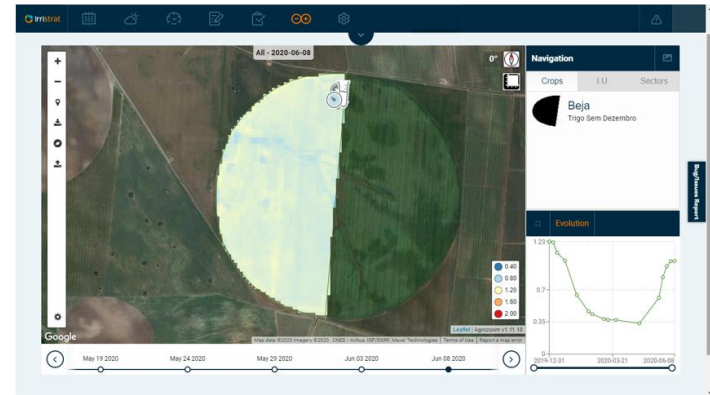 Irristrat
All - 2020-06-08
0°
Navigation
Crops
I.U
Sectors
Beja
Trigo Sem Dezembro
Bug/Issues Report
Evolution
1,23
0.7
0.35
0
2019-12-31
2020-03-21
2020-06-08
0.40
0.80
1.20
1.60
2.00
Leaflet | Agrozoom v1.11.10
Google
Map data ©2020 Imagery ©2020 , CNES / Airbus, IGP/DGRF, Maxar Technologies | Terms of Use | Report a map error
May 19 2020
May 24 2020
May 29 2020
Jun 03 2020
Jun 08 2020